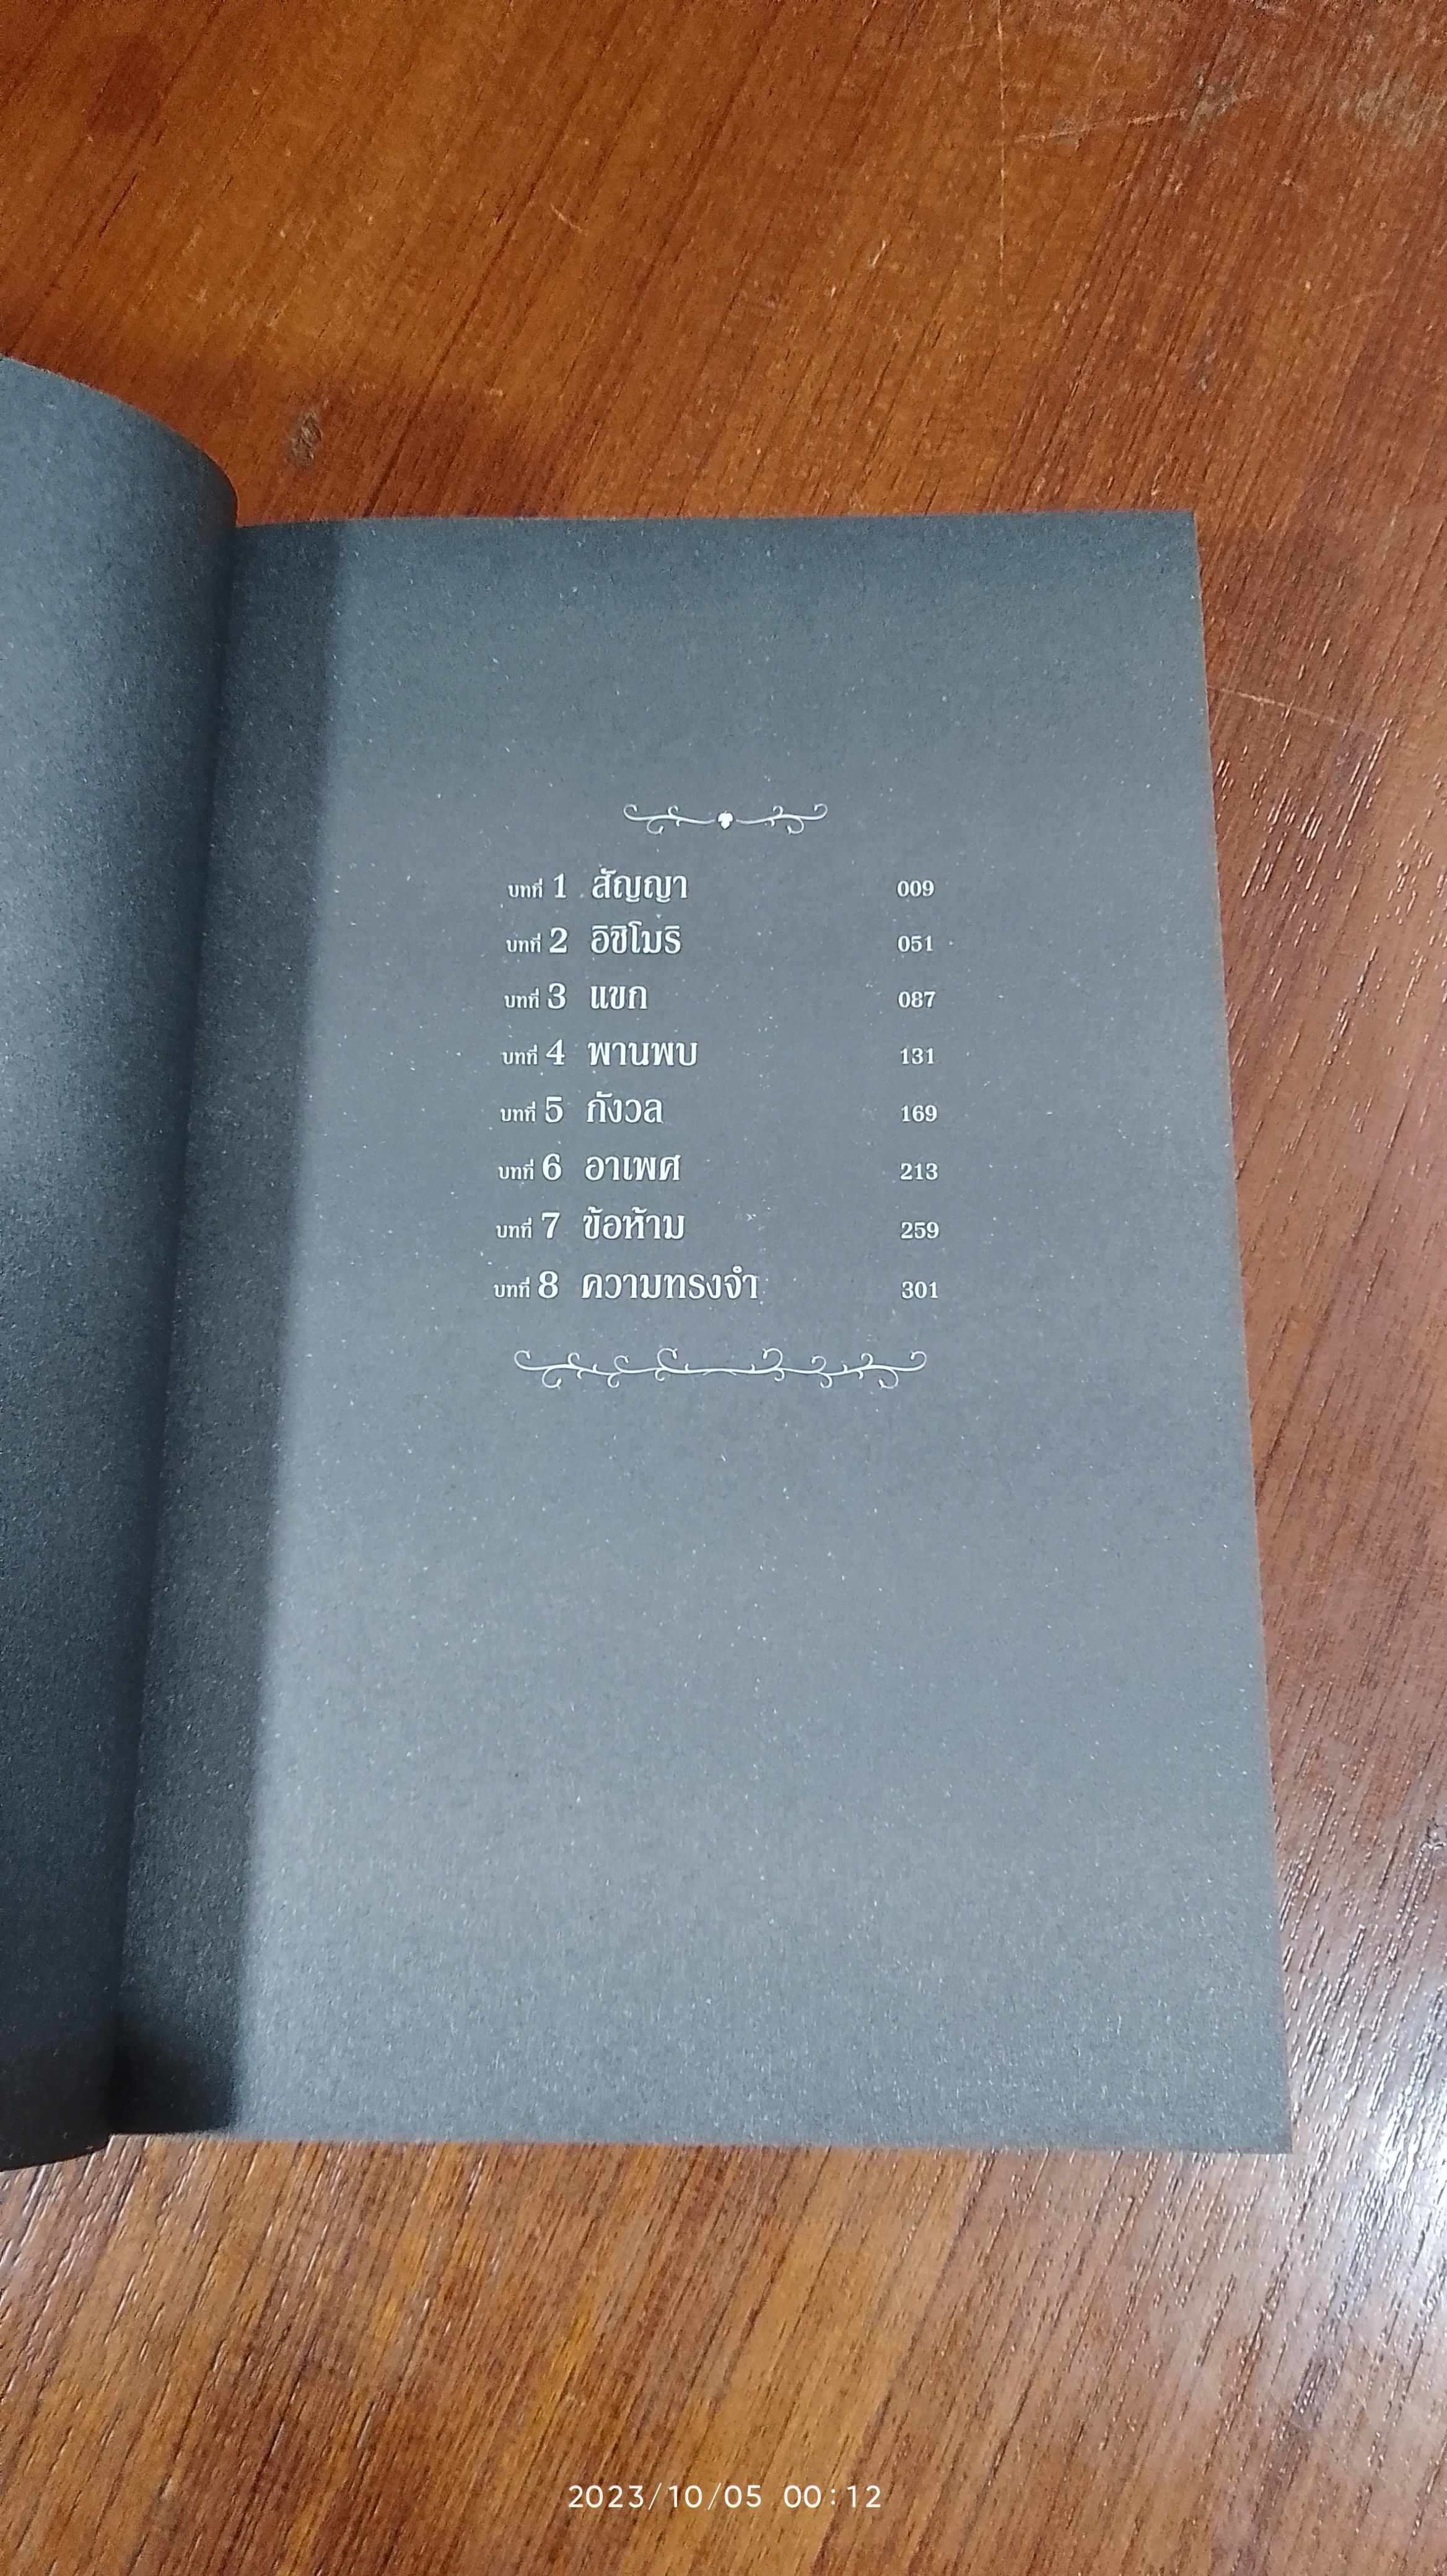 บทที่ 1 สัญญา 009
บทที่ 2 อิชิโมริ 051
บทที่ 3 แขก 087
บทที่ 4 พานพบ 131
บทที่ 5 กังวล 169
บทที่ 6 อาเพศ 213
บทที่ 7 ข้อห้าม 259
บทที่ 8 ความทรงจำ 301
2023/10/05 00:12